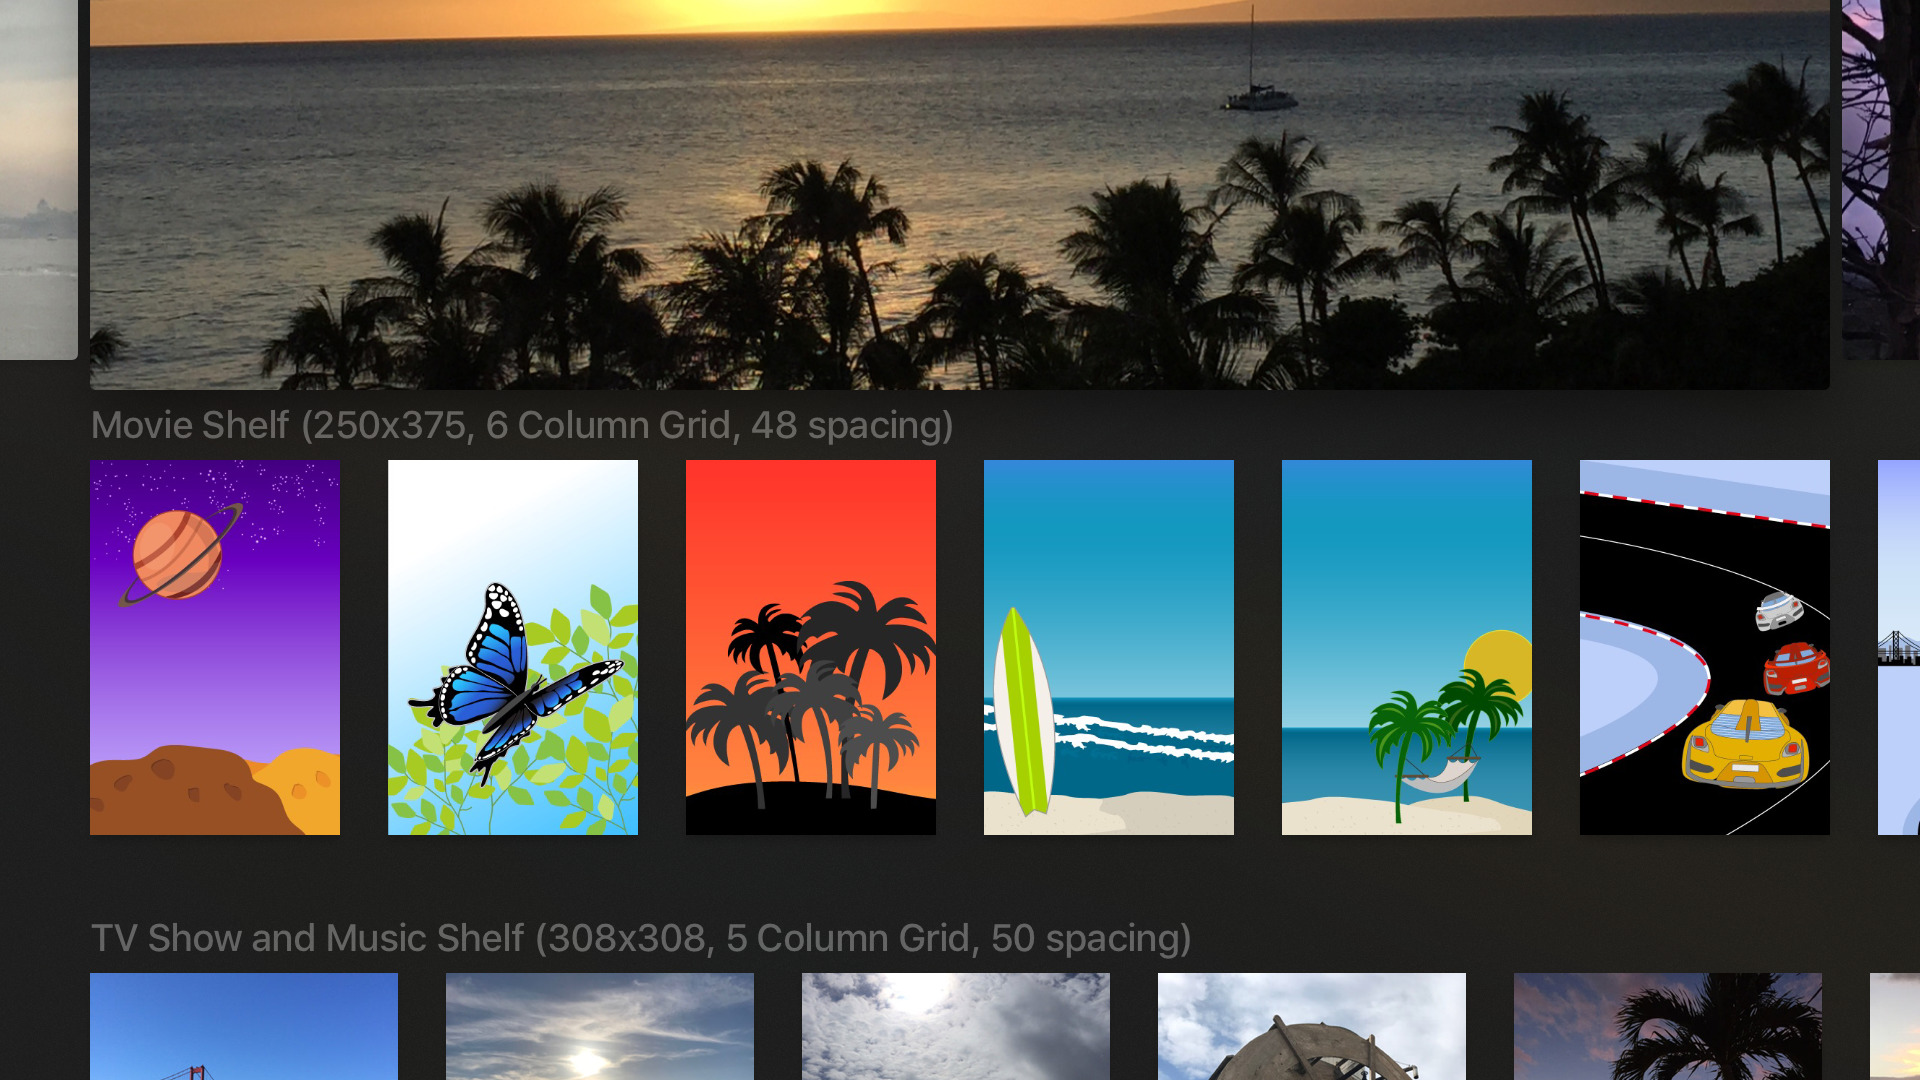 Movie Shelf (250x375, 6 Column Grid, 48 spacing)
TV Show and Music Shelf (308x308, 5 Column Grid, 50 spacing)